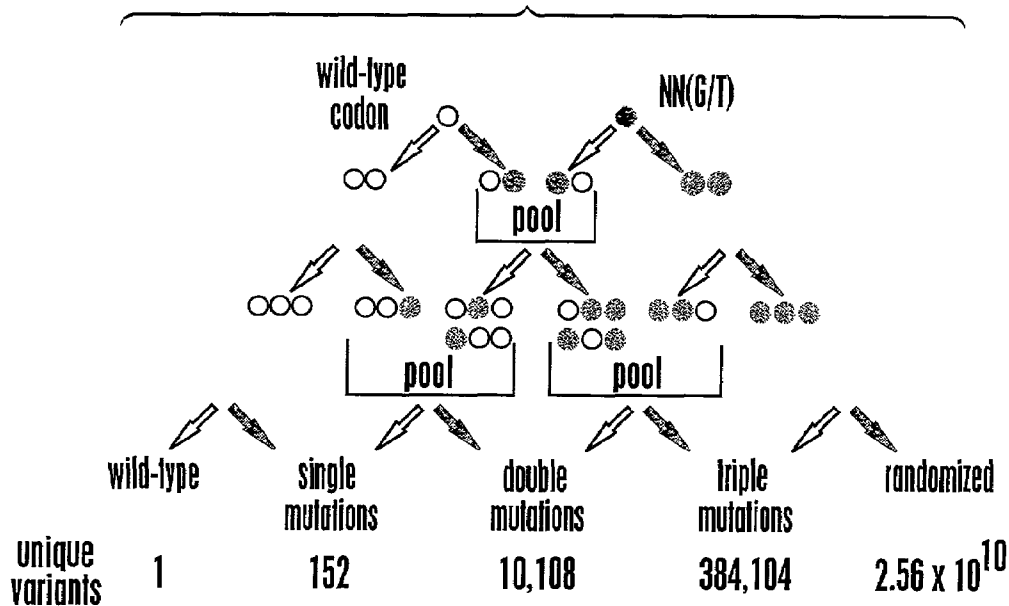 wild-type
codon
NN(G/T)
pool
pool
pool
wild-type
single
mutations
double
mutations
triple
mutations
randomized
unique
variants
1
152
10,108
384,104
2.56 x 10^10